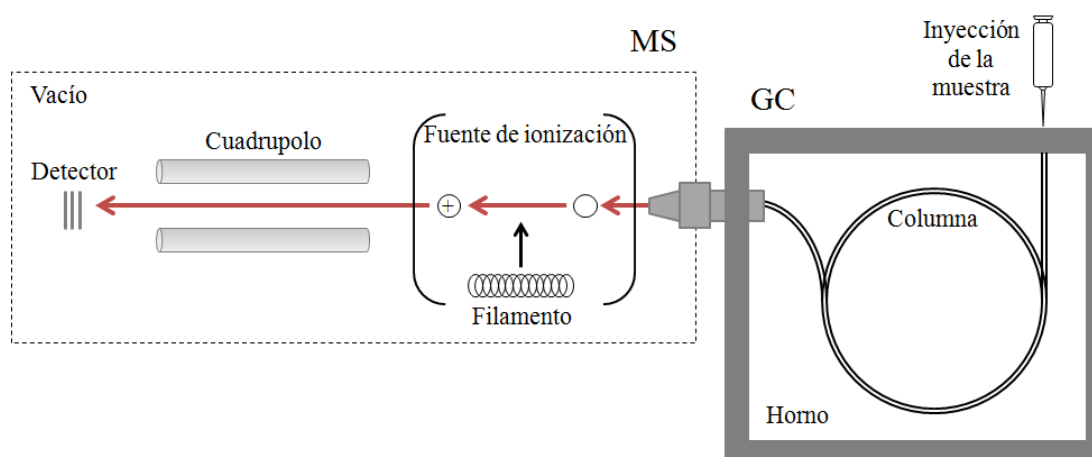 MS
Inyección
de la
muestra
GC
Vacío
Fuente de ionización
Cuadrupolo
Detector
+
Columna
Filamento
Horno